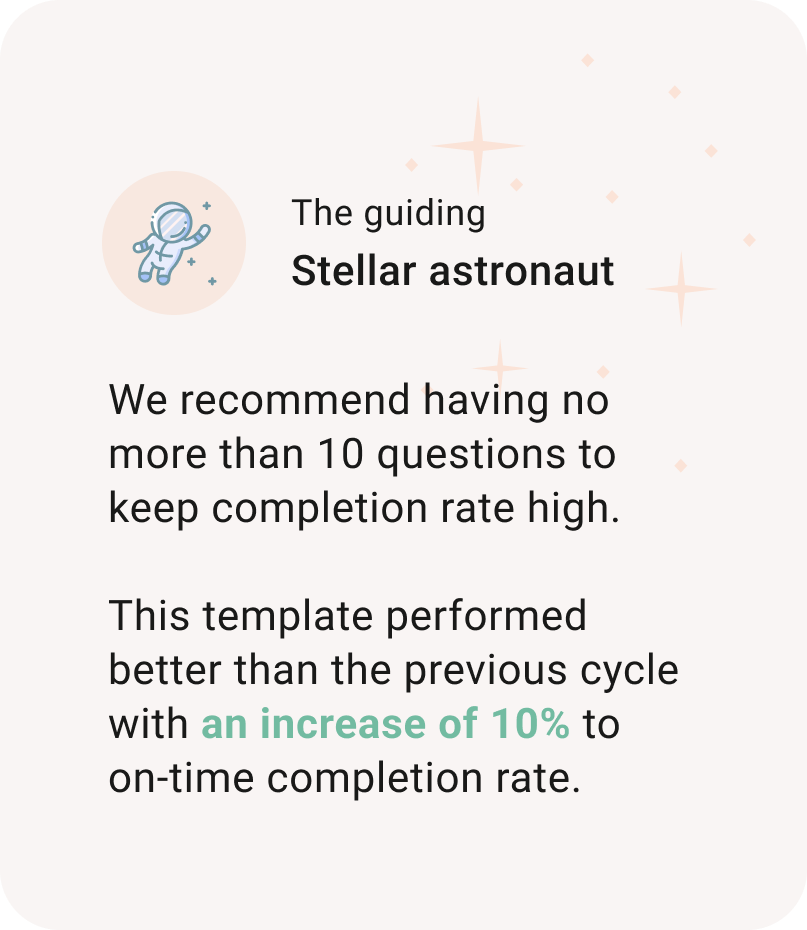 The guiding
Stellar astronaut
We recommend having no
more than 10 questions to
keep completion rate high.
This template performed
better than the previous cycle
with an increase of 10% to
on-time completion rate.